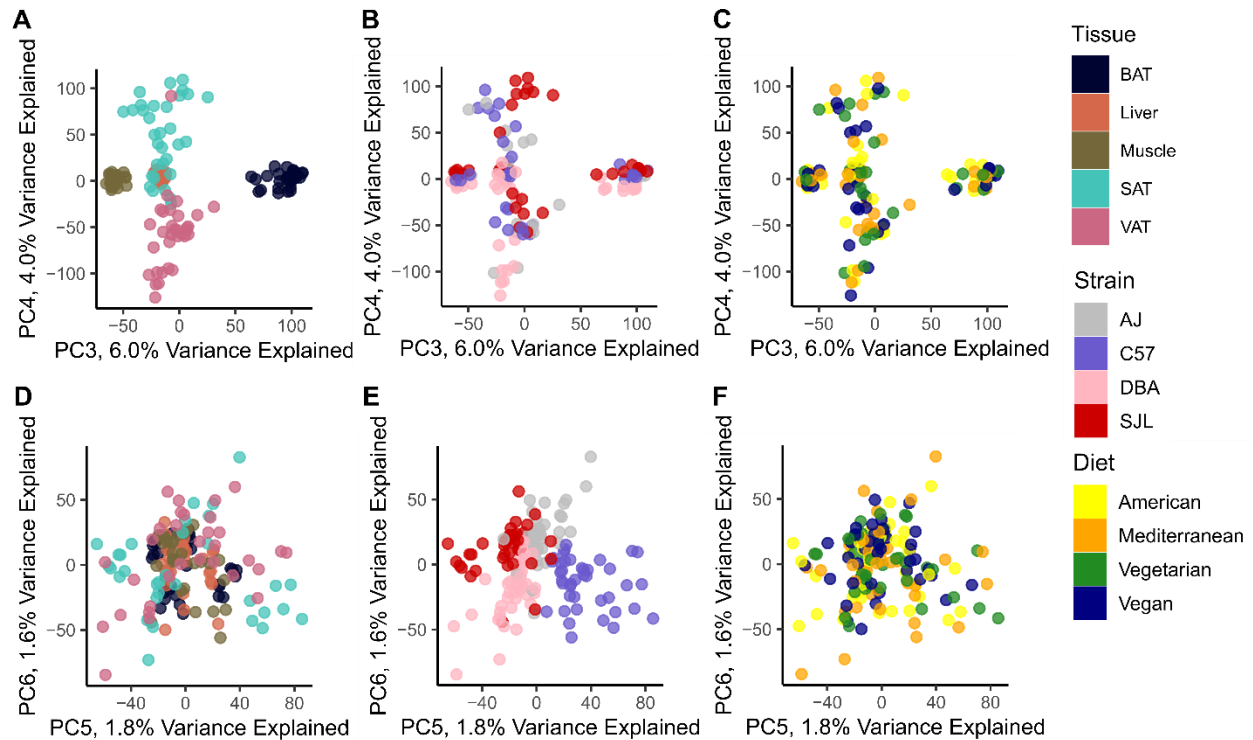 A
PC4, 4.0% Variance Explained
100
50
0
−50
−100
−50
0
50
100
PC3, 6.0% Variance Explained
B
PC4, 4.0% Variance Explained
100
50
0
−50
−100
−50
0
50
100
PC3, 6.0% Variance Explained
C
PC4, 4.0% Variance Explained
100
50
0
−50
−100
−50
0
50
100
PC3, 6.0% Variance Explained
Tissue
BAT
Liver
Muscle
SAT
VAT
Strain
AJ
C57
DBA
SJL
Diet
American
Mediterranean
Vegetarian
Vegan
D
PC6, 1.6% Variance Explained
50
0
−50
−40
0
40
80
PC5, 1.8% Variance Explained
E
PC6, 1.6% Variance Explained
50
0
−50
−40
0
40
80
PC5, 1.8% Variance Explained
F
PC6, 1.6% Variance Explained
50
0
−50
−40
0
40
80
PC5, 1.8% Variance Explained